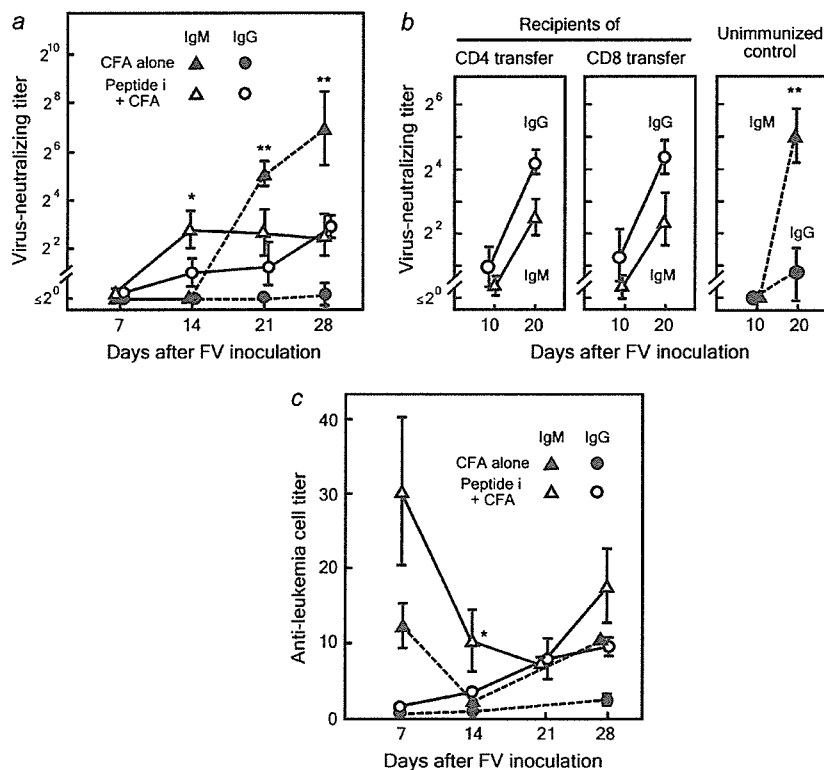 a
IgM IgG
CFA alone
Peptide i
+ CFA
Virus-neutralizing titer
2^10
2^8
2^6
2^4
2^2
≤2^0
*
**
**
7 14 21 28
Days after FV inoculation
b
Recipients of
CD4 transfer CD8 transfer
Unimmunized
control
Virus-neutralizing titer
2^6
2^4
2^2
≤2^0
IgG
IgM
IgG
IgM
**
IgM
IgG
10 20 10 20 10 20
Days after FV inoculation
c
IgM IgG
CFA alone
Peptide i
+ CFA
Anti-leukemia cell titer
40
30
20
10
0
*
7 14 21 28
Days after FV inoculation